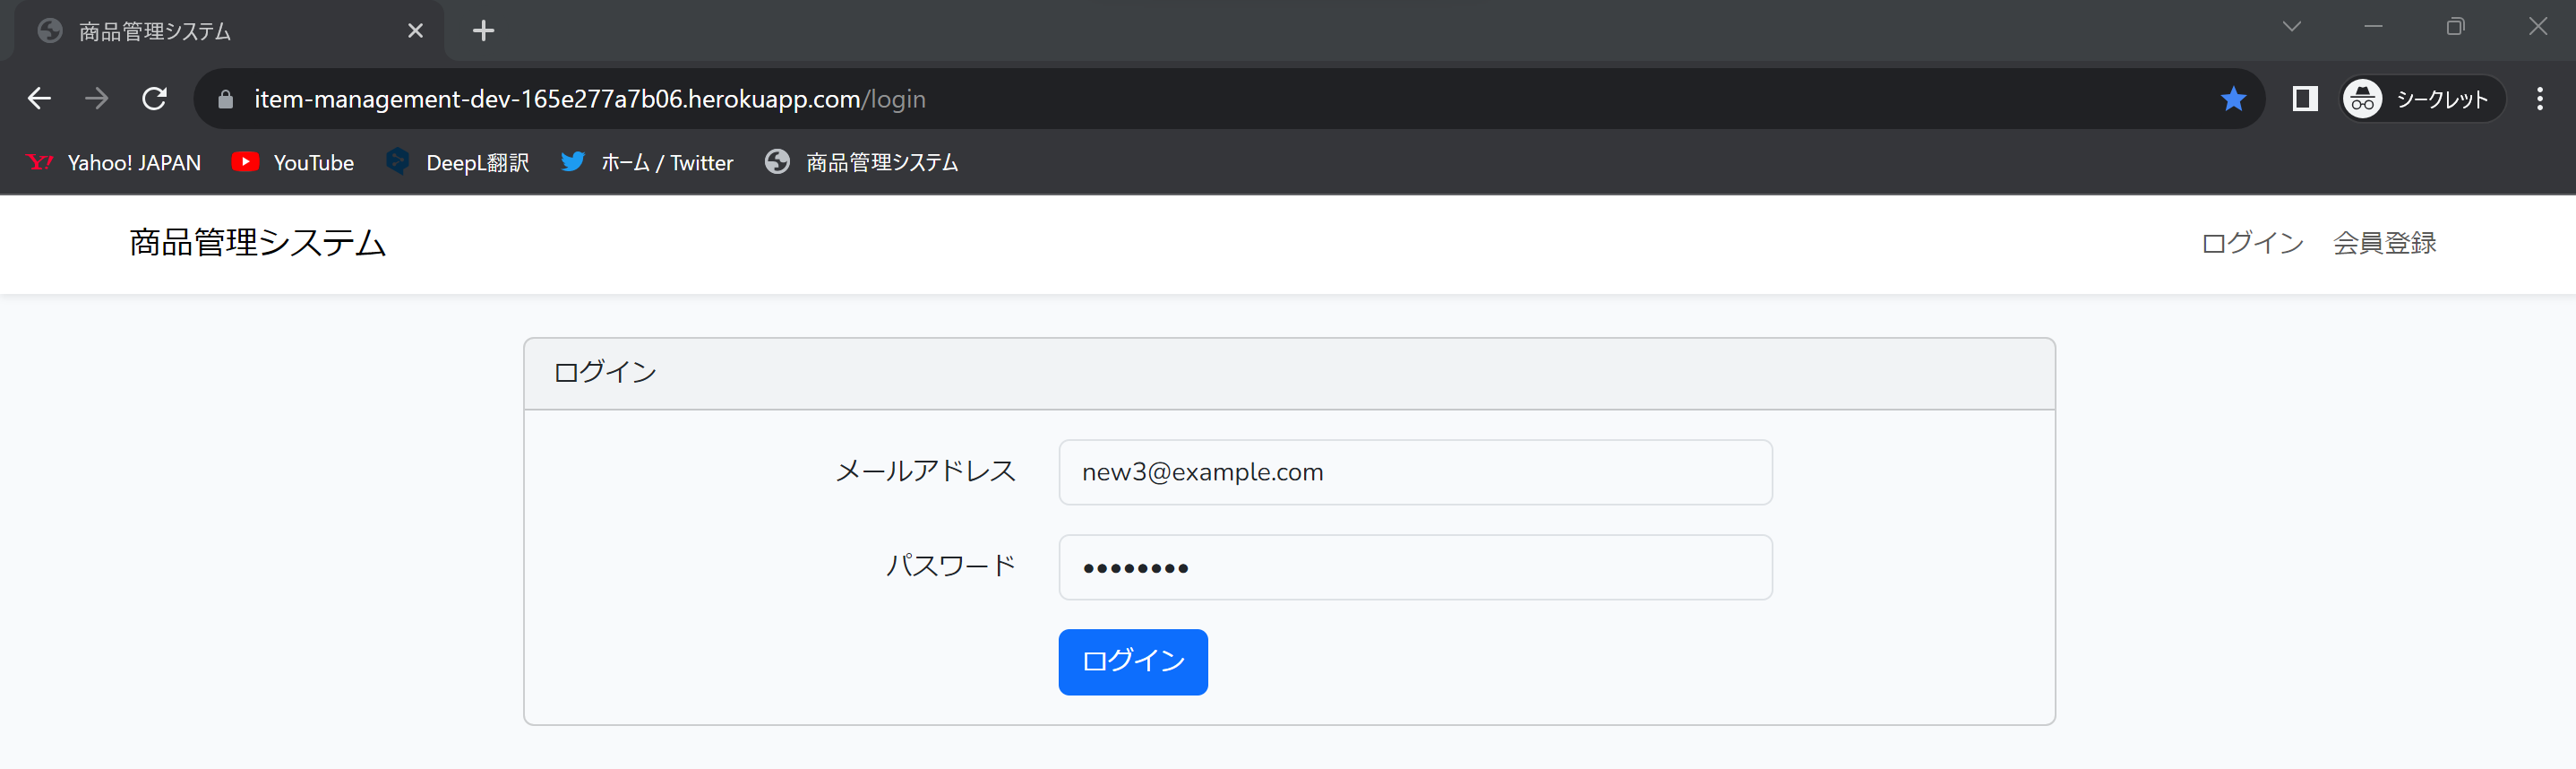 商品管理システム
item-management-dev-165e277a7b06.herokuapp.com/login
シークレット
Yahoo! JAPAN YouTube DeepL翻訳 ホーム / Twitter 商品管理システム
商品管理システム ログイン 会員登録
ログイン
メールアドレス new3@example.com
パスワード ••••••••
ログイン